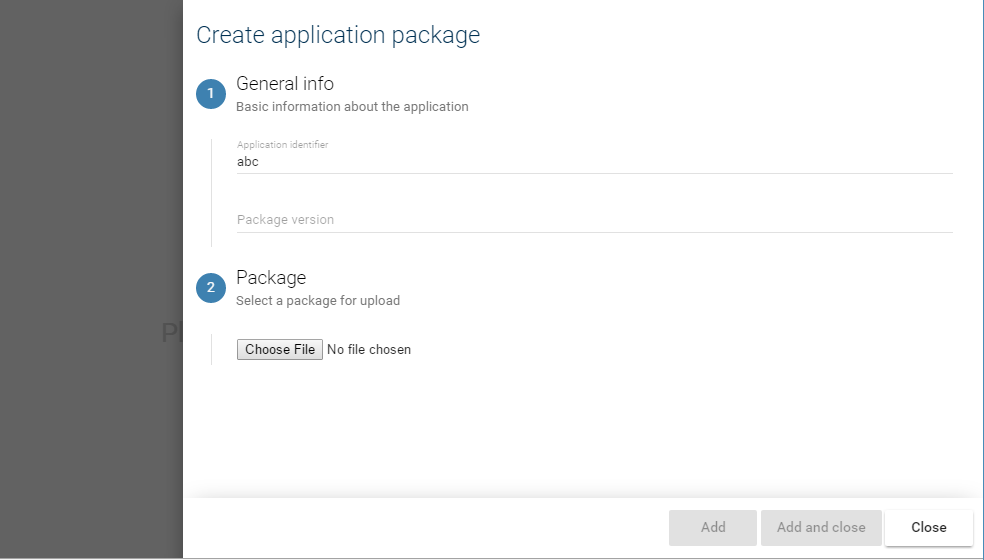 Create application package
1
General info
Basic information about the application
Application identifier
abc
Package version
2
Package
Select a package for upload
Choose File No file chosen
Add
Add and close
Close